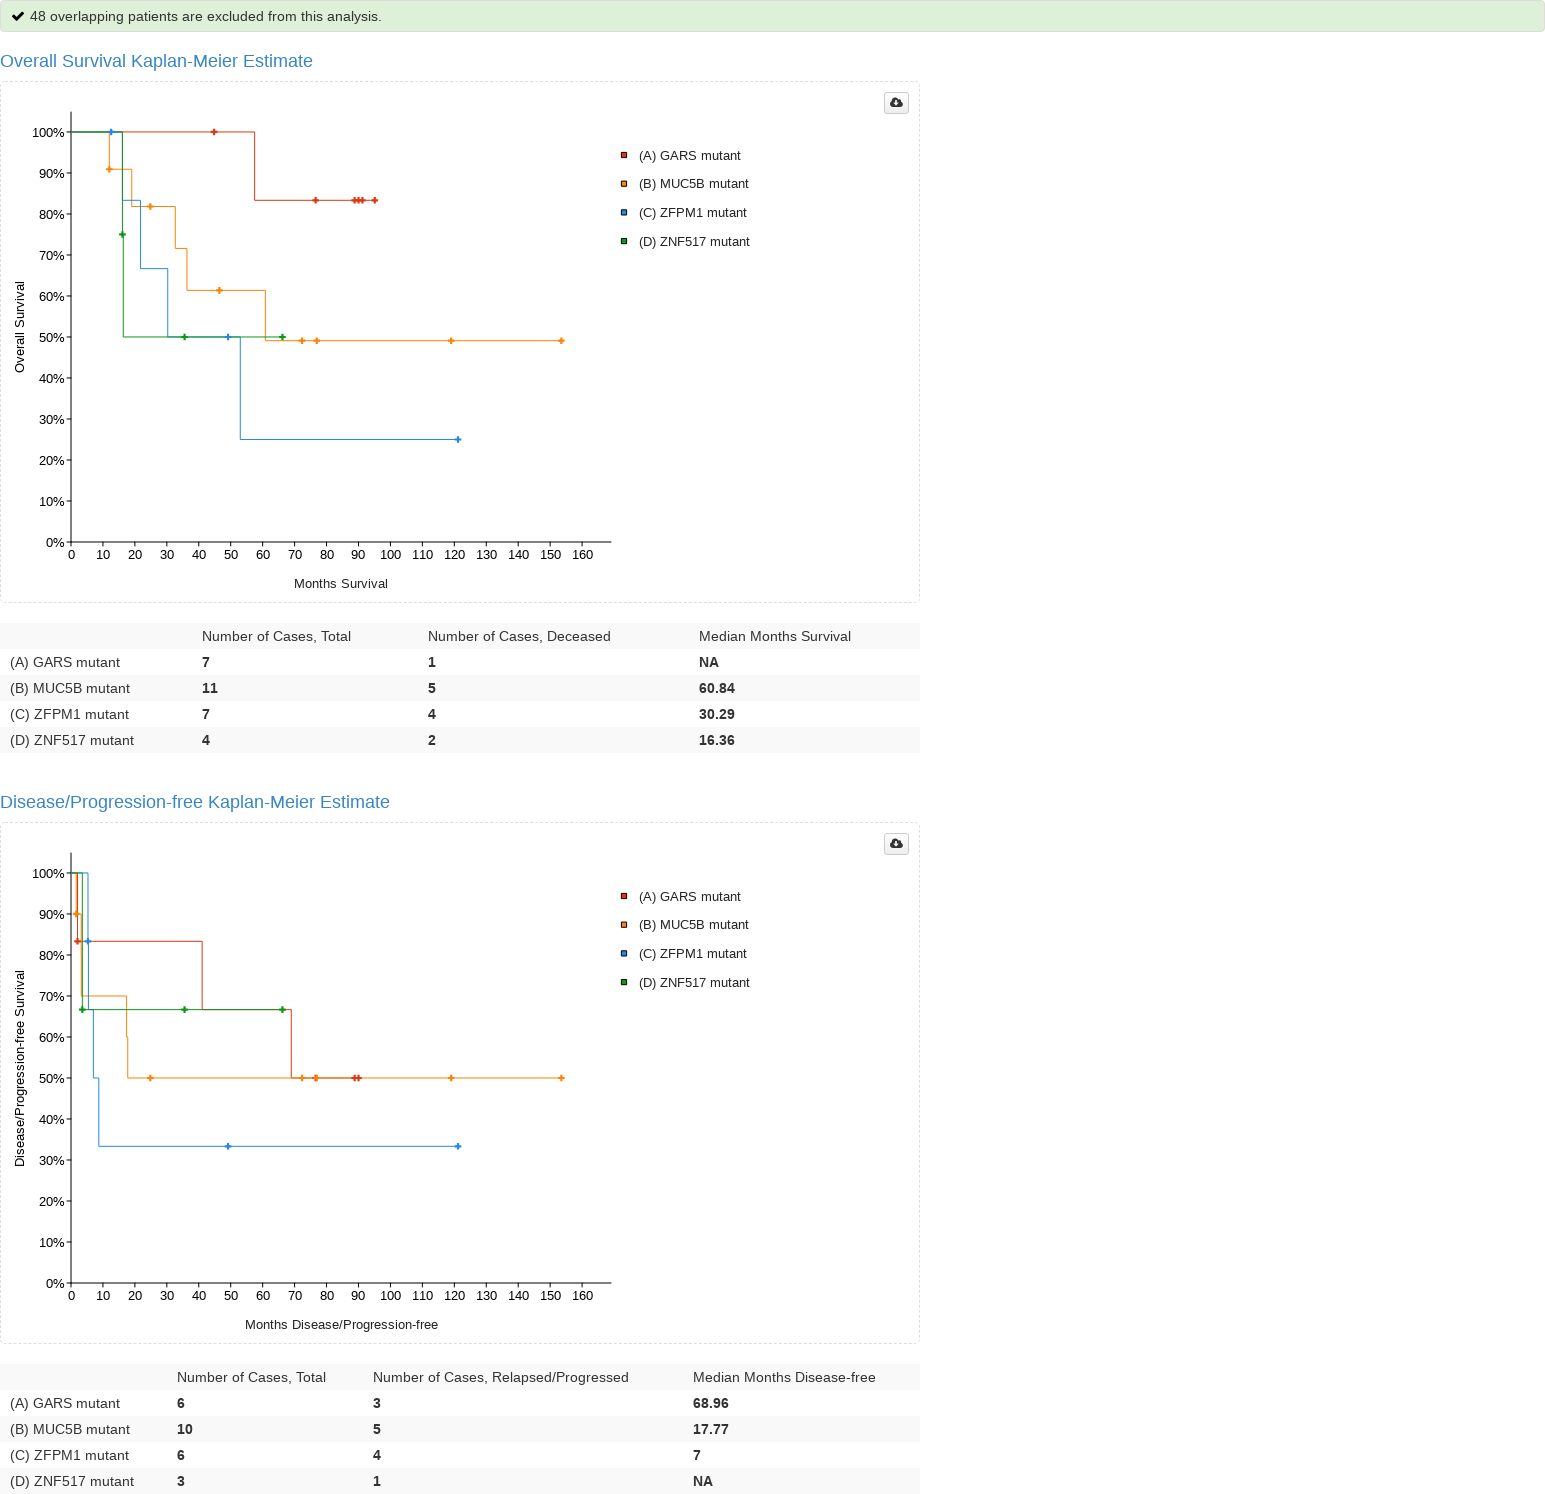 48 overlapping patients are excluded from this analysis.
Overall Survival Kaplan-Meier Estimate
100%
90%
80%
70%
60%
50%
40%
30%
20%
10%
0%
Overall Survival
0 10 20 30 40 50 60 70 80 90 100 110 120 130 140 150 160
Months Survival
(A) GARS mutant
(B) MUC5B mutant
(C) ZFPM1 mutant
(D) ZNF517 mutant
Number of Cases, Total Number of Cases, Deceased Median Months Survival
(A) GARS mutant 7 1 NA
(B) MUC5B mutant 11 5 60.84
(C) ZFPM1 mutant 7 4 30.29
(D) ZNF517 mutant 4 2 16.36
Disease/Progression-free Kaplan-Meier Estimate
100%
90%
80%
70%
60%
50%
40%
30%
20%
10%
0%
Disease/Progression-free Survival
0 10 20 30 40 50 60 70 80 90 100 110 120 130 140 150 160
Months Disease/Progression-free
(A) GARS mutant
(B) MUC5B mutant
(C) ZFPM1 mutant
(D) ZNF517 mutant
Number of Cases, Total Number of Cases, Relapsed/Progressed Median Months Disease-free
(A) GARS mutant 6 3 68.96
(B) MUC5B mutant 10 5 17.77
(C) ZFPM1 mutant 6 4 7
(D) ZNF517 mutant 3 1 NA